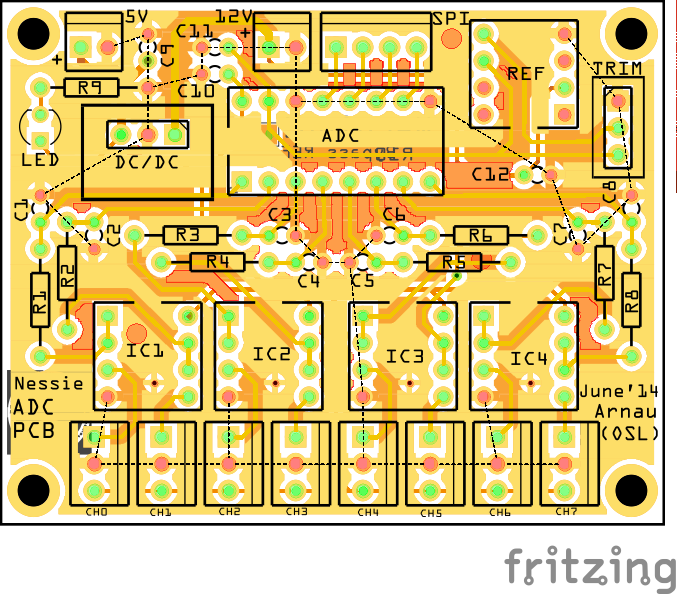 5V 12V SPI
+ C9 C11 +
C10 REF TRIM
R9 ADC
LED DC/DC C12
C1 C2 C3 C6 C7 C8
R3 R6
R4 R5
C4 C5
R1 R2 R7 R8
IC1 IC2 IC3 IC4
Nessie
ADC
PCB
June'14
Arnau
(OSL)
CH0 CH1 CH2 CH3 CH4 CH5 CH6 CH7
fritzing